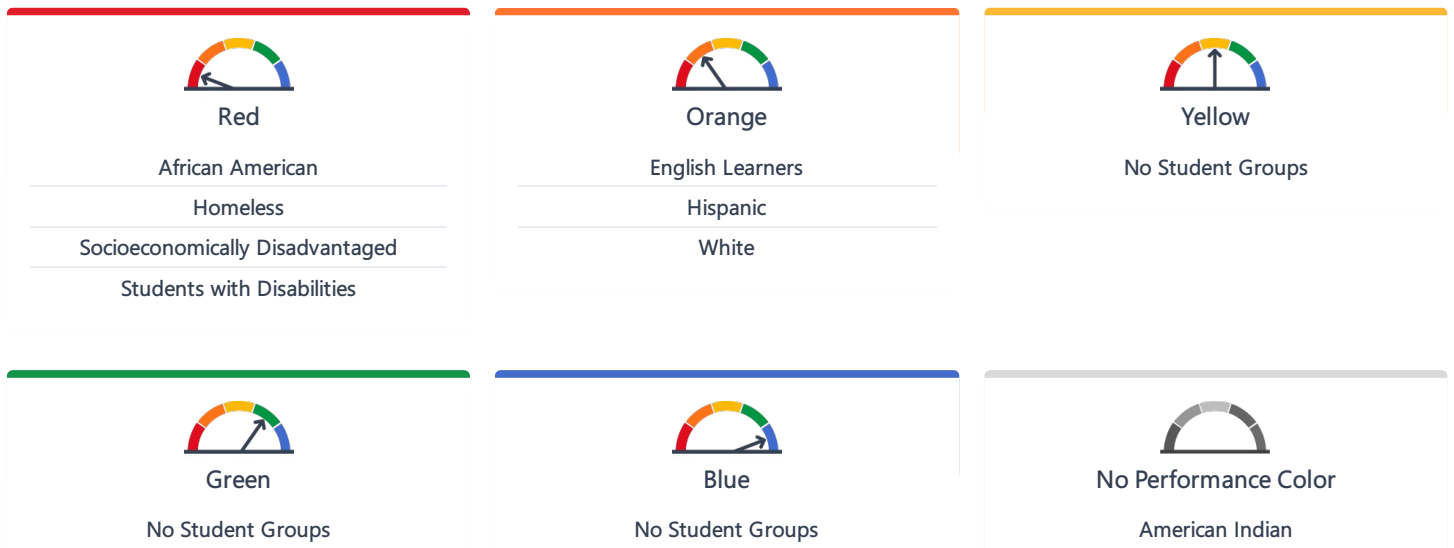 Red
African American
Homeless
Socioeconomically Disadvantaged
Students with Disabilities
Orange
English Learners
Hispanic
White
Yellow
No Student Groups
Green
No Student Groups
Blue
No Student Groups
No Performance Color
American Indian